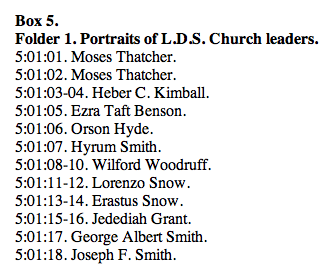 Box 5.
Folder 1. Portraits of L.D.S. Church leaders.
5:01:01. Moses Thatcher.
5:01:02. Moses Thatcher.
5:01:03-04. Heber C. Kimball.
5:01:05. Ezra Taft Benson.
5:01:06. Orson Hyde.
5:01:07. Hyrum Smith.
5:01:08-10. Wilford Woodruff.
5:01:11-12. Lorenzo Snow.
5:01:13-14. Erastus Snow.
5:01:15-16. Jedediah Grant.
5:01:17. George Albert Smith.
5:01:18. Joseph F. Smith.